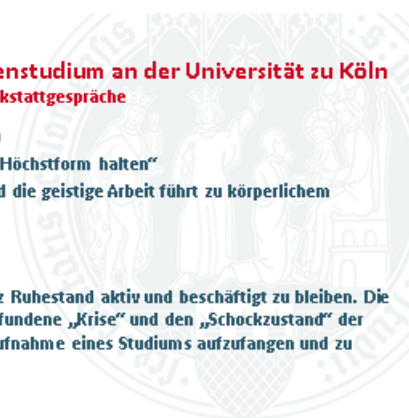 enstudium an der Universität zu Köln
kstattgespräche
Höchstform halten“
d die geistige Arbeit führt zu körperlichem
z Ruhestand aktiv und beschäftigt zu bleiben. Die
fundene „Krise“ und den „Schockzustand“ der
ufnahme eines Studiums aufzufangen und zu